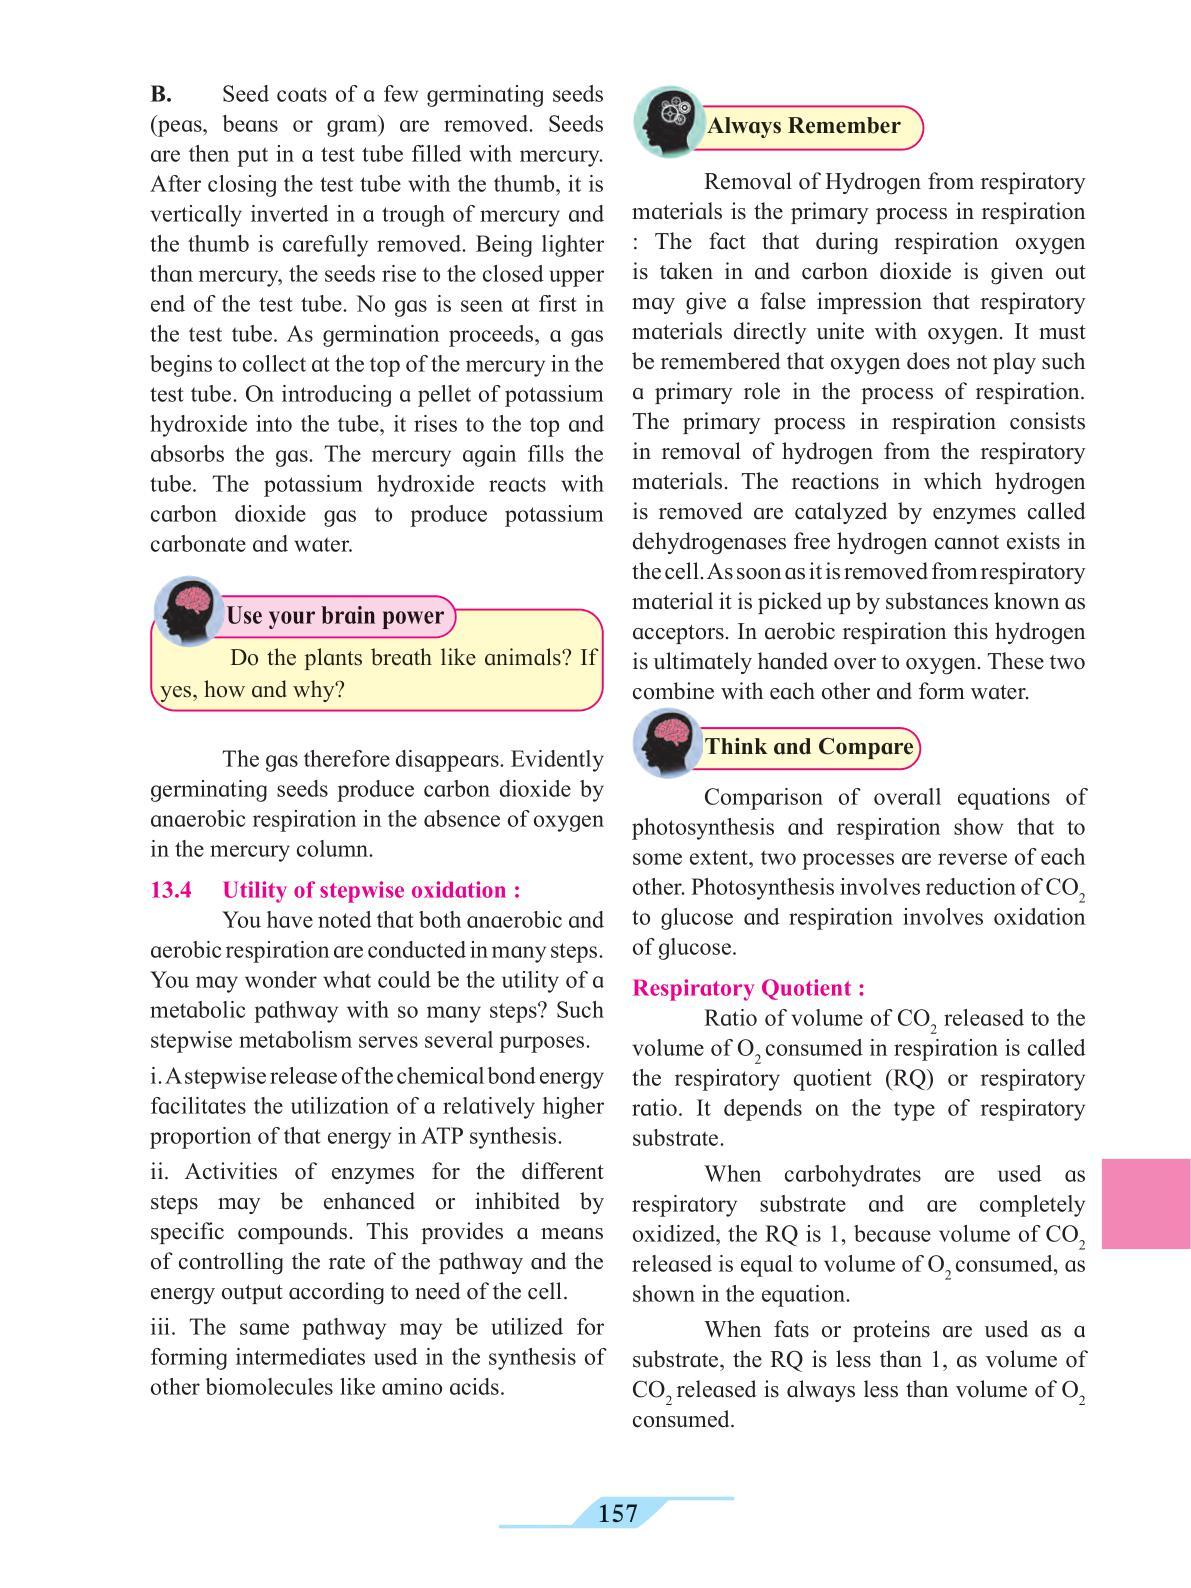 B. Seed coats of a few germinating seeds
(peas, beans or gram) are removed. Seeds
are then put in a test tube filled with mercury.
After closing the test tube with the thumb, it is
vertically inverted in a trough of mercury and
the thumb is carefully removed. Being lighter
than mercury, the seeds rise to the closed upper
end of the test tube. No gas is seen at first in
the test tube. As germination proceeds, a gas
begins to collect at the top of the mercury in the
test tube. On introducing a pellet of potassium
hydroxide into the tube, it rises to the top and
absorbs the gas. The mercury again fills the
tube. The potassium hydroxide reacts with
carbon dioxide gas to produce potassium
carbonate and water.
Use your brain power
Do the plants breath like animals? If
yes, how and why?
The gas therefore disappears. Evidently
germinating seeds produce carbon dioxide by
anaerobic respiration in the absence of oxygen
in the mercury column.
13.4 Utility of stepwise oxidation :
You have noted that both anaerobic and
aerobic respiration are conducted in many steps.
You may wonder what could be the utility of a
metabolic pathway with so many steps? Such
stepwise metabolism serves several purposes.
i. A stepwise release of the chemical bond energy
facilitates the utilization of a relatively higher
proportion of that energy in ATP synthesis.
ii. Activities of enzymes for the different
steps may be enhanced or inhibited by
specific compounds. This provides a means
of controlling the rate of the pathway and the
energy output according to need of the cell.
iii. The same pathway may be utilized for
forming intermediates used in the synthesis of
other biomolecules like amino acids.
Always Remember
Removal of Hydrogen from respiratory
materials is the primary process in respiration
: The fact that during respiration oxygen
is taken in and carbon dioxide is given out
may give a false impression that respiratory
materials directly unite with oxygen. It must
be remembered that oxygen does not play such
a primary role in the process of respiration.
The primary process in respiration consists
in removal of hydrogen from the respiratory
materials. The reactions in which hydrogen
is removed are catalyzed by enzymes called
dehydrogenases free hydrogen cannot exists in
the cell. As soon as it is removed from respiratory
material it is picked up by substances known as
acceptors. In aerobic respiration this hydrogen
is ultimately handed over to oxygen. These two
combine with each other and form water.
Think and Compare
Comparison of overall equations of
photosynthesis and respiration show that to
some extent, two processes are reverse of each
other. Photosynthesis involves reduction of CO2
to glucose and respiration involves oxidation
of glucose.
Respiratory Quotient :
Ratio of volume of CO2 released to the
volume of O2 consumed in respiration is called
the respiratory quotient (RQ) or respiratory
ratio. It depends on the type of respiratory
substrate.
When carbohydrates are used as
respiratory substrate and are completely
oxidized, the RQ is 1, because volume of CO2
released is equal to volume of O2 consumed, as
shown in the equation.
When fats or proteins are used as a
substrate, the RQ is less than 1, as volume of
CO2 released is always less than volume of O2
consumed.
157